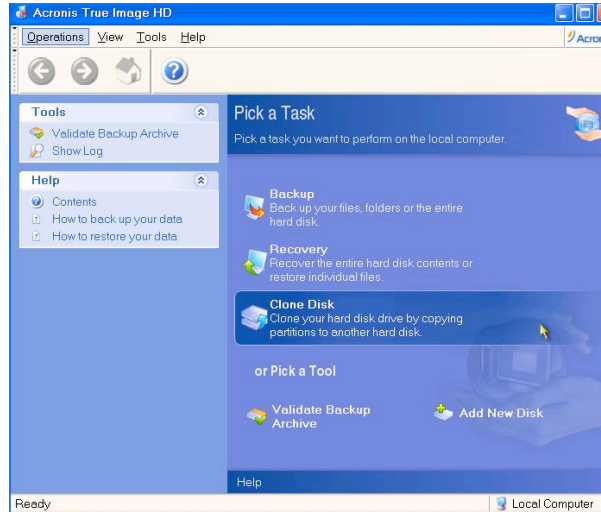 Acronis True Image HD
Operations View Tools Help
Tools
Validate Backup Archive
Show Log
Help
Contents
How to back up your data
How to restore your data
Pick a Task
Pick a task you want to perform on the local computer.
Backup
Back up your files, folders or the entire
hard disk.
Recovery
Recover the entire hard disk contents or
restore individual files.
Clone Disk
Clone your hard disk drive by copying
partitions to another hard disk.
or Pick a Tool
Validate Backup
Archive
Add New Disk
Help
Ready
Local Computer